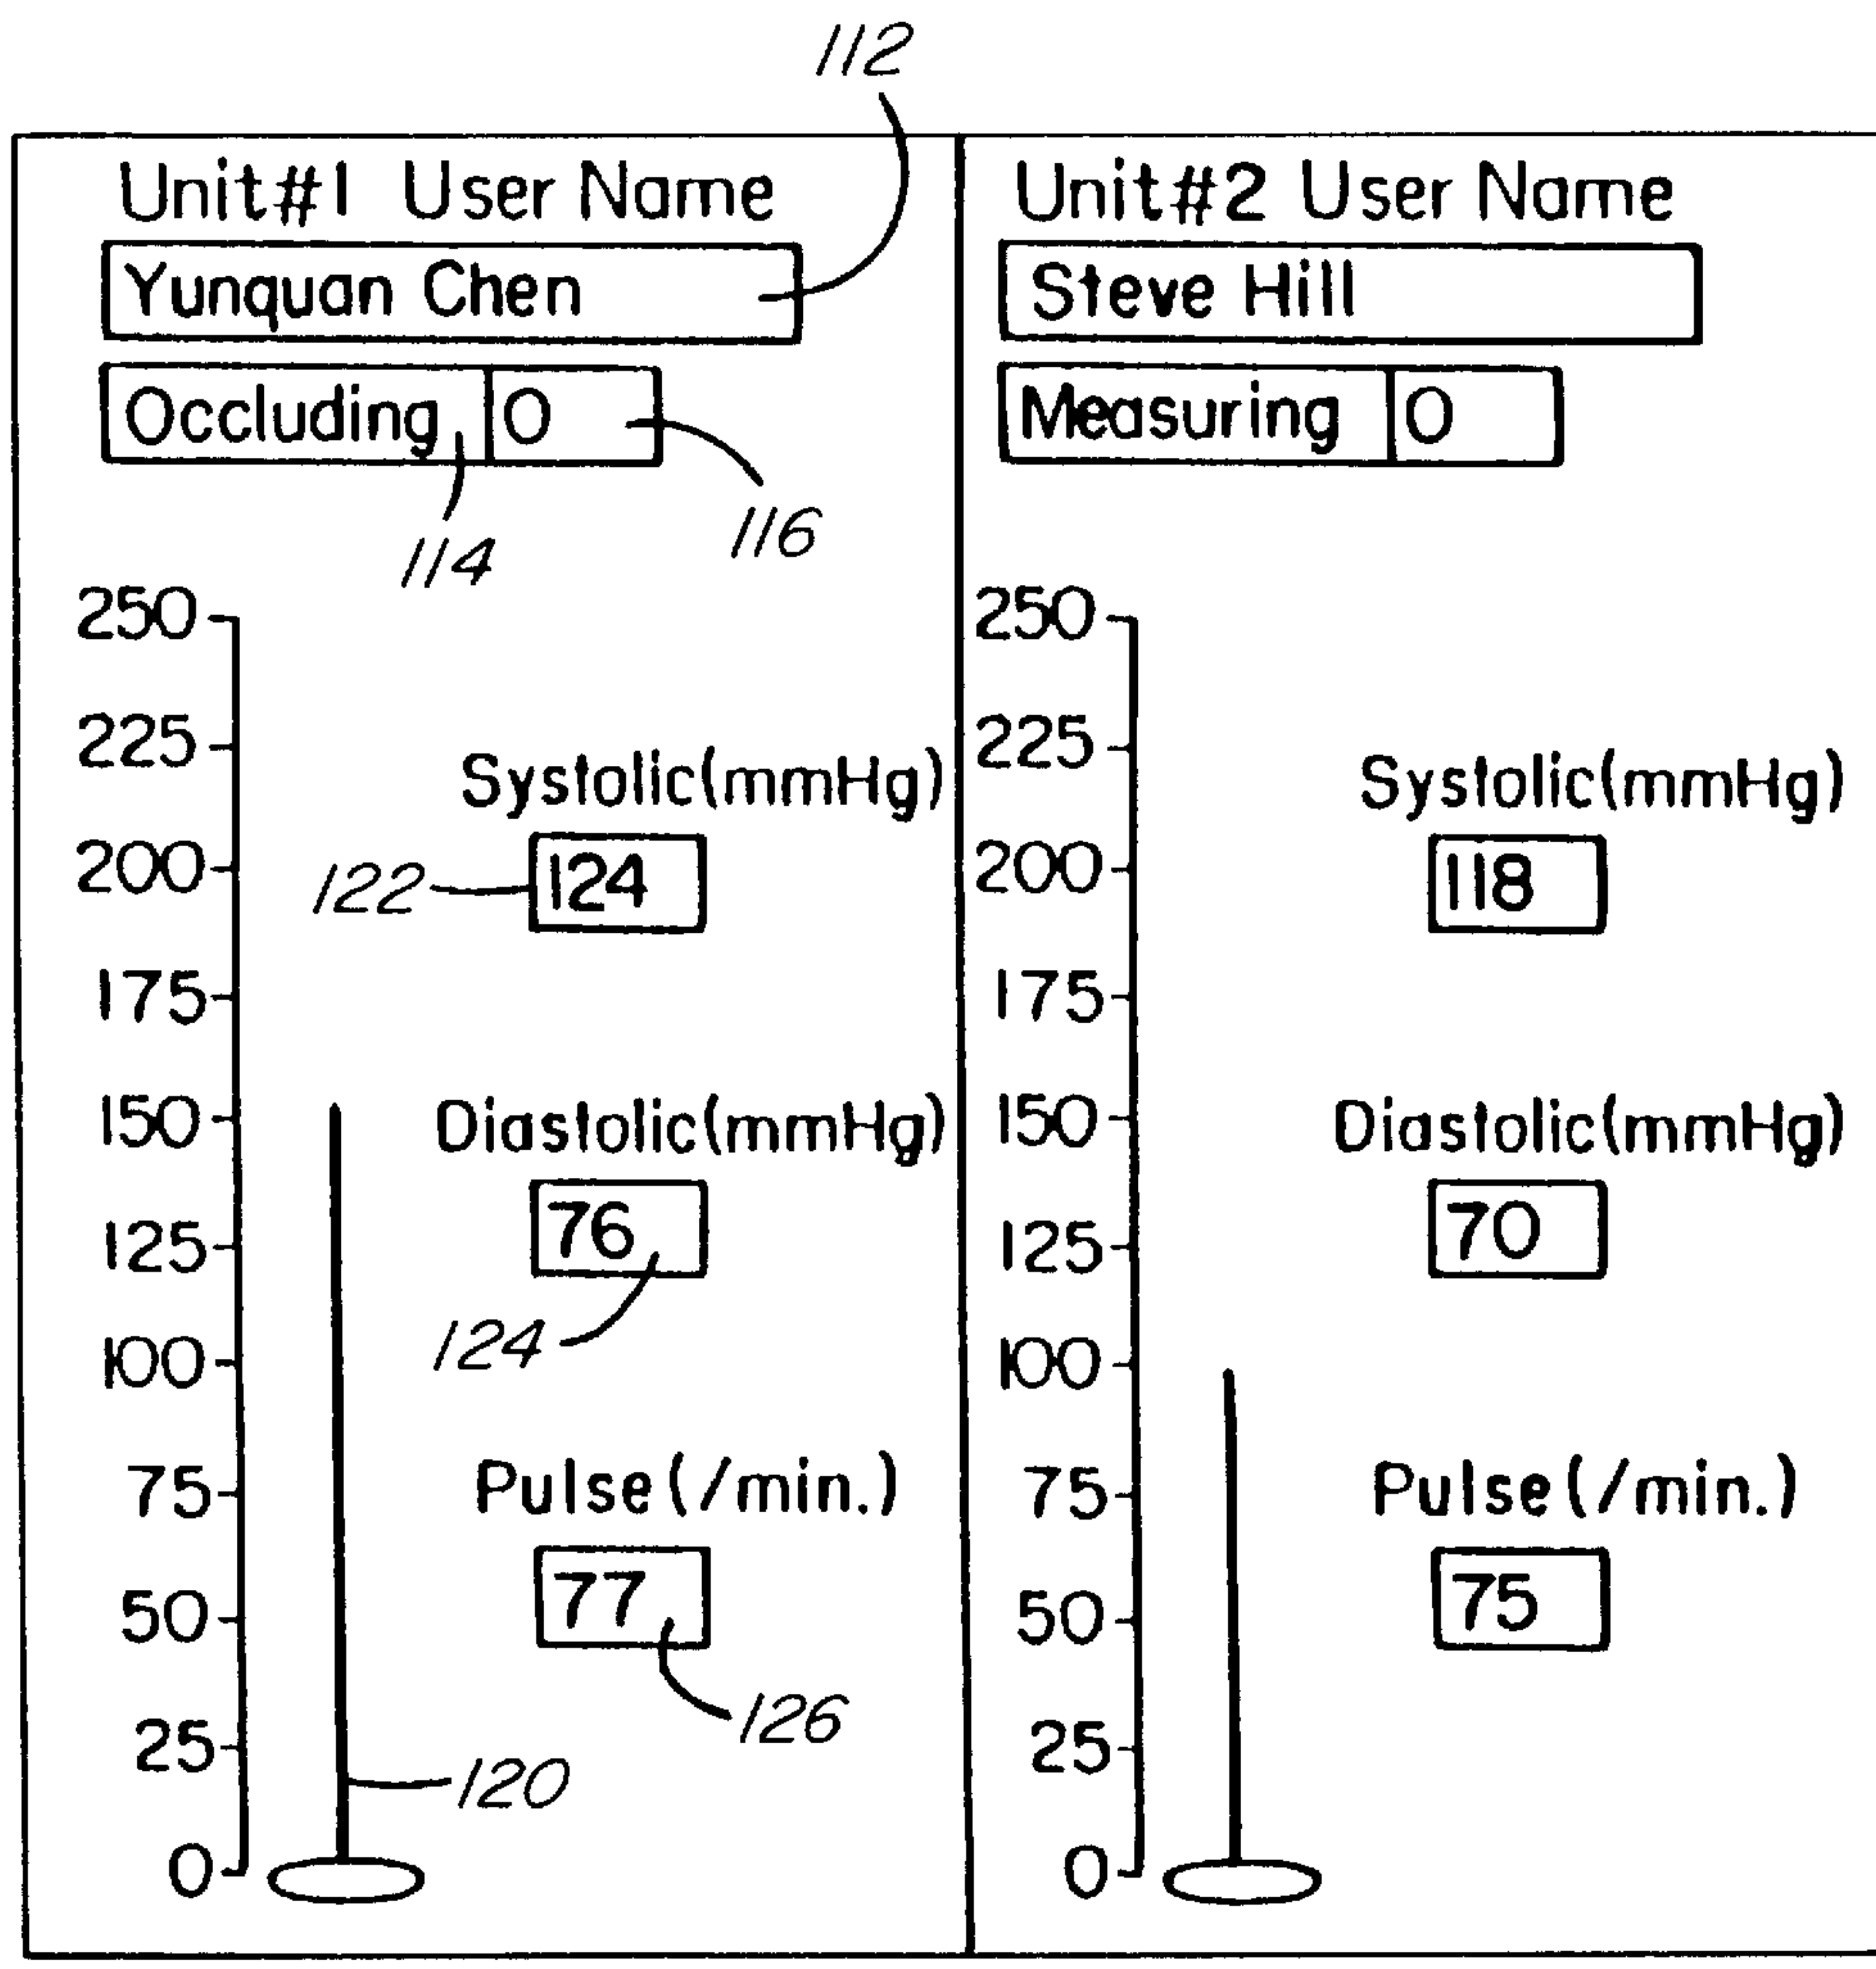 112
Unit#1 User Name
Yunquan Chen
Occluding 0
114
116
250
225
Systolic(mmHg)
200
122
124
175
150
Diastolic(mmHg)
125
76
124
100
75
Pulse(/min.)
50
77
126
25
120
0
Unit#2 User Name
Steve Hill
Measuring 0
250
225
Systolic(mmHg)
200
118
175
150
Diastolic(mmHg)
125
70
100
75
Pulse(/min.)
50
75
25
0